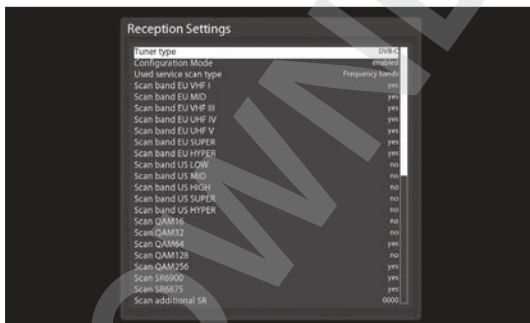 Reception Settings
Tuner type DVB-C
Configuration Mode enabled
Used service scan type Frequency bands
Scan band EU VHF I yes
Scan band EU MID yes
Scan band EU VHF III yes
Scan band EU UHF IV yes
Scan band EU UHF V yes
Scan band EU SUPER yes
Scan band EU HYPER yes
Scan band US LOW no
Scan band US MID no
Scan band US HIGH no
Scan band US SUPER no
Scan band US HYPER no
Scan QAM16 no
Scan QAM32 no
Scan QAM64 yes
Scan QAM128 no
Scan QAM256 yes
Scan SR6900 yes
Scan SR6875 yes
Scan additional SR 0000